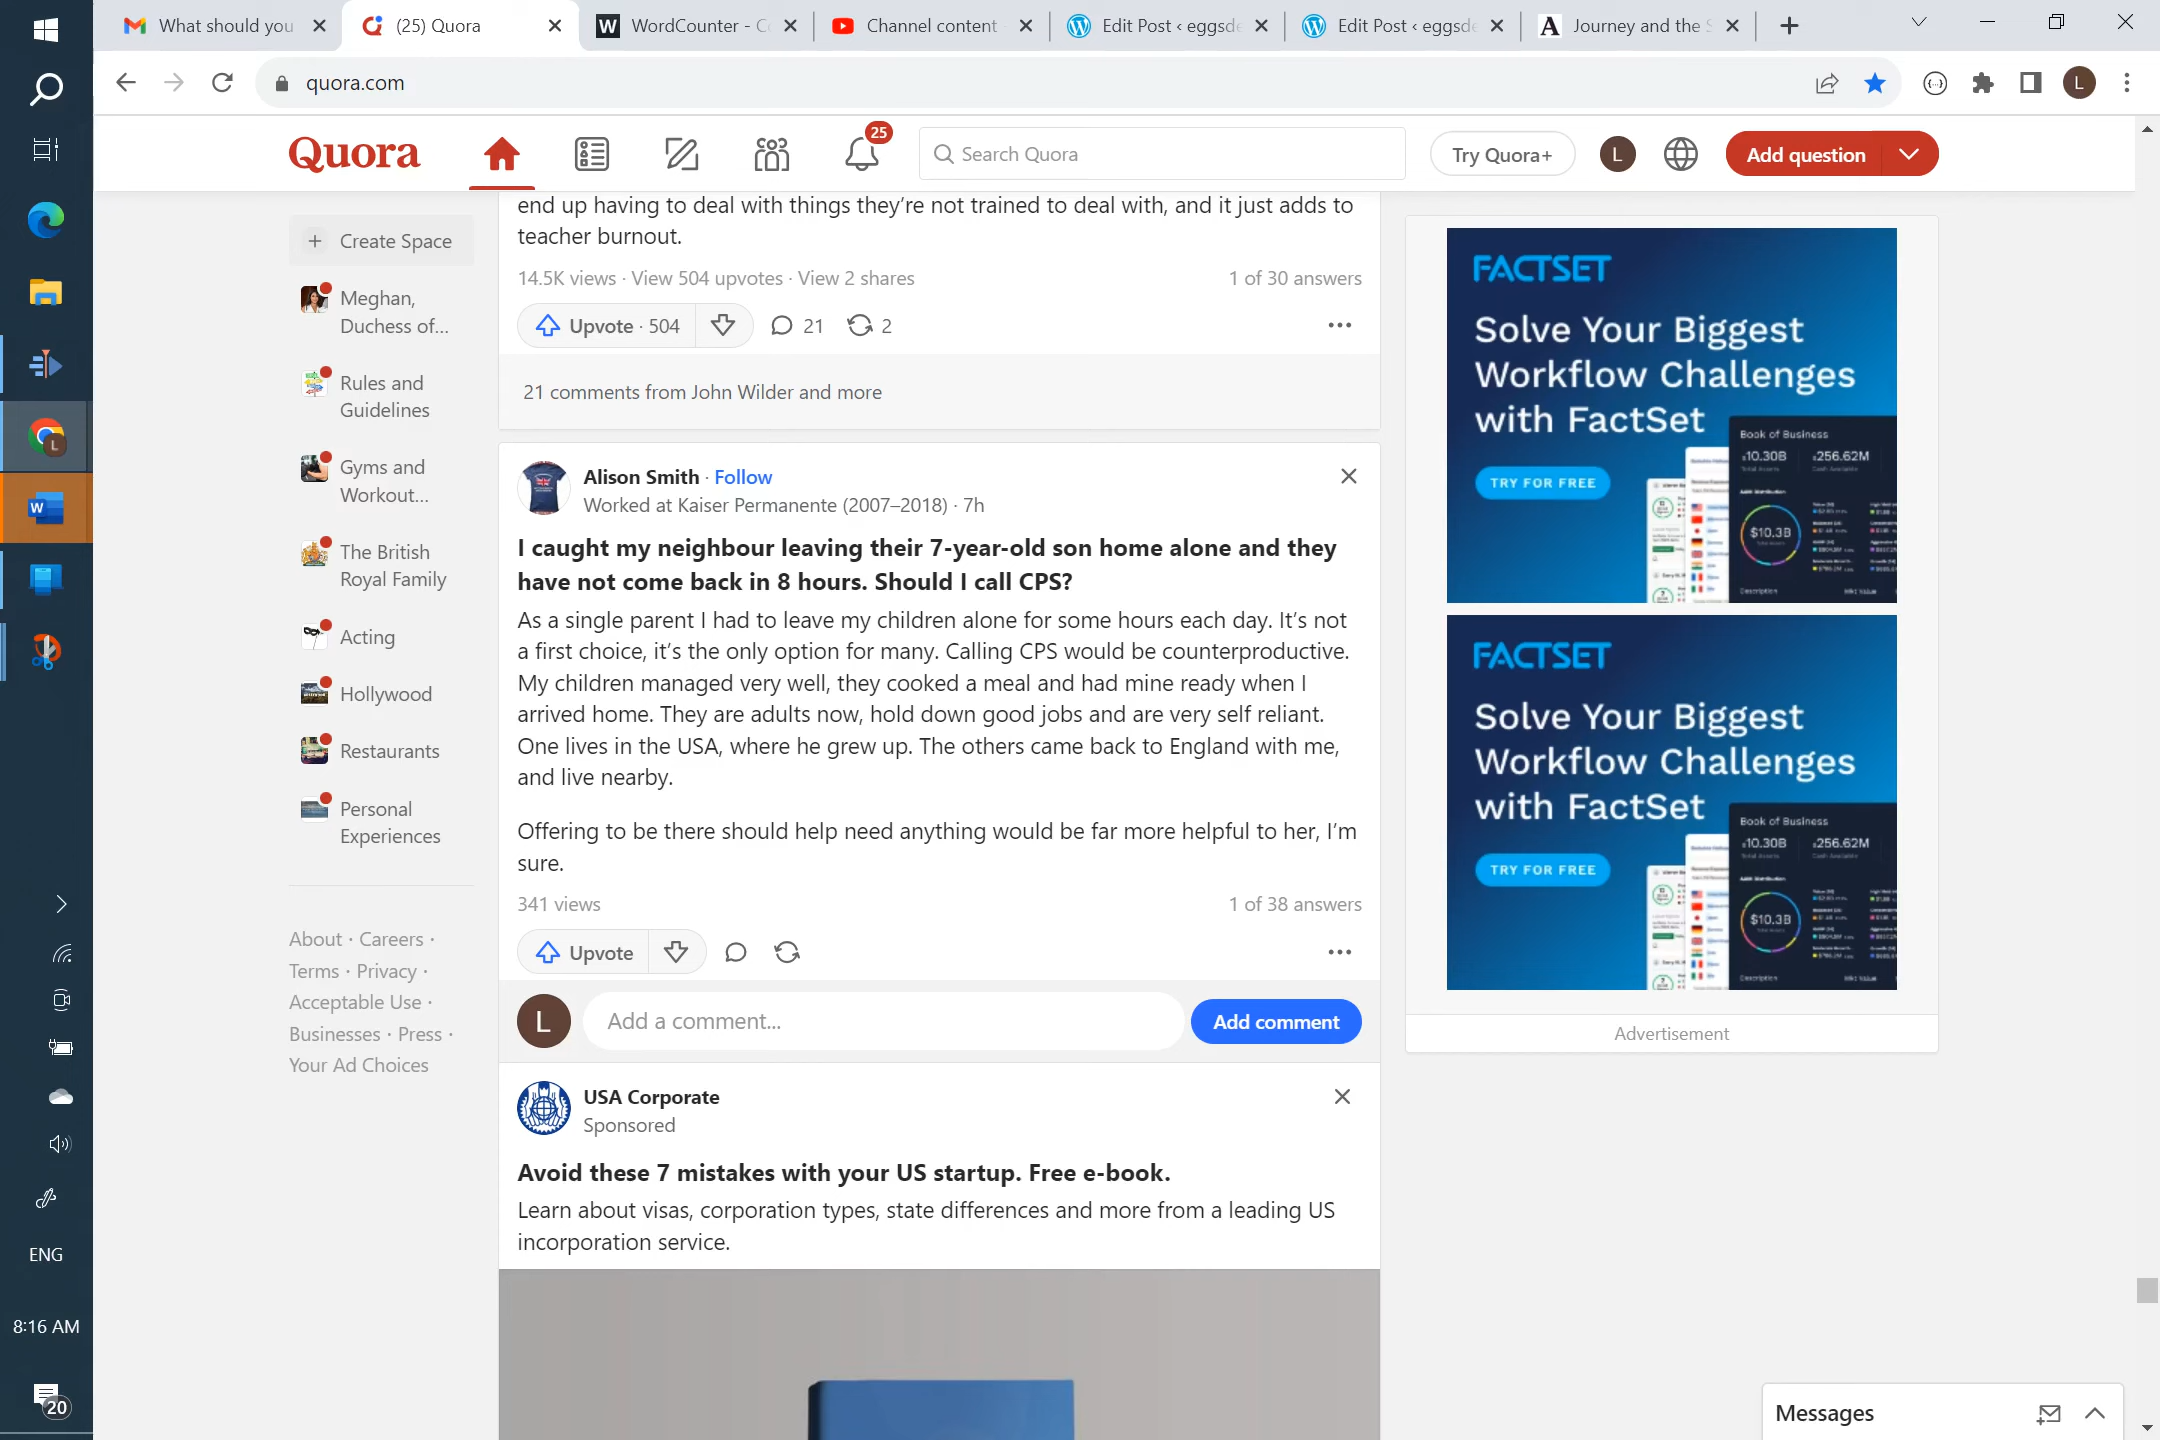 What should you
(25) Quora
WordCounter - C
Channel content
Edit Post ‹ eggsde
Edit Post ‹ eggsde
Journey and the S
quora.com
L
Quora
25
Search Quora
Try Quora+
L
Add question
Create Space
Meghan,
Duchess of...
Rules and
Guidelines
Gyms and
Workout...
The British
Royal Family
Acting
Hollywood
Restaurants
Personal
Experiences
About · Careers ·
Terms · Privacy ·
Acceptable Use ·
Businesses · Press ·
Your Ad Choices
end up having to deal with things they’re not trained to deal with, and it just adds to
teacher burnout.
14.5K views · View 504 upvotes · View 2 shares
1 of 30 answers
Upvote · 504
21
2
21 comments from John Wilder and more
Alison Smith · Follow
Worked at Kaiser Permanente (2007–2018) · 7h
I caught my neighbour leaving their 7-year-old son home alone and they
have not come back in 8 hours. Should I call CPS?
As a single parent I had to leave my children alone for some hours each day. It’s not
a first choice, it’s the only option for many. Calling CPS would be counterproductive.
My children managed very well, they cooked a meal and had mine ready when I
arrived home. They are adults now, hold down good jobs and are very self reliant.
One lives in the USA, where he grew up. The others came back to England with me,
and live nearby.
Offering to be there should help need anything would be far more helpful to her, I’m
sure.
341 views
1 of 38 answers
Upvote
L
Add a comment...
Add comment
USA Corporate
Sponsored
Avoid these 7 mistakes with your US startup. Free e-book.
Learn about visas, corporation types, state differences and more from a leading US
incorporation service.
FACTSET
Solve Your Biggest
Workflow Challenges
with FactSet
TRY FOR FREE
Book of Business
$10.30B
$256.62M
$10.3B
Description
FACTSET
Solve Your Biggest
Workflow Challenges
with FactSet
TRY FOR FREE
Book of Business
$10.30B
$256.62M
$10.3B
Description
Advertisement
Messages
ENG
8:16 AM
20